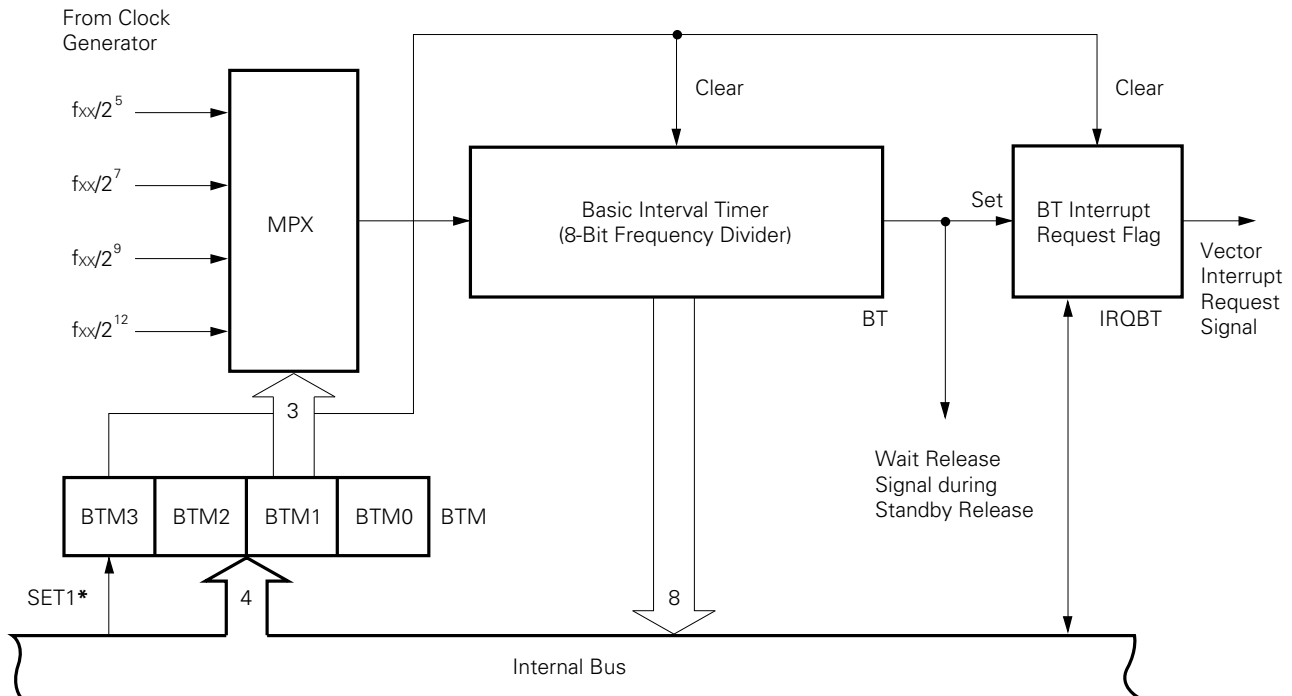 From Clock
Generator
fxx/2^5
fxx/2^7
fxx/2^9
fxx/2^12
MPX
Clear
Clear
Basic Interval Timer
(8-Bit Frequency Divider)
BT
Set
BT Interrupt
Request Flag
IRQBT
Vector
Interrupt
Request
Signal
3
Wait Release
Signal during
Standby Release
BTM3 BTM2 BTM1 BTM0 BTM
SET1*
4
8
Internal Bus